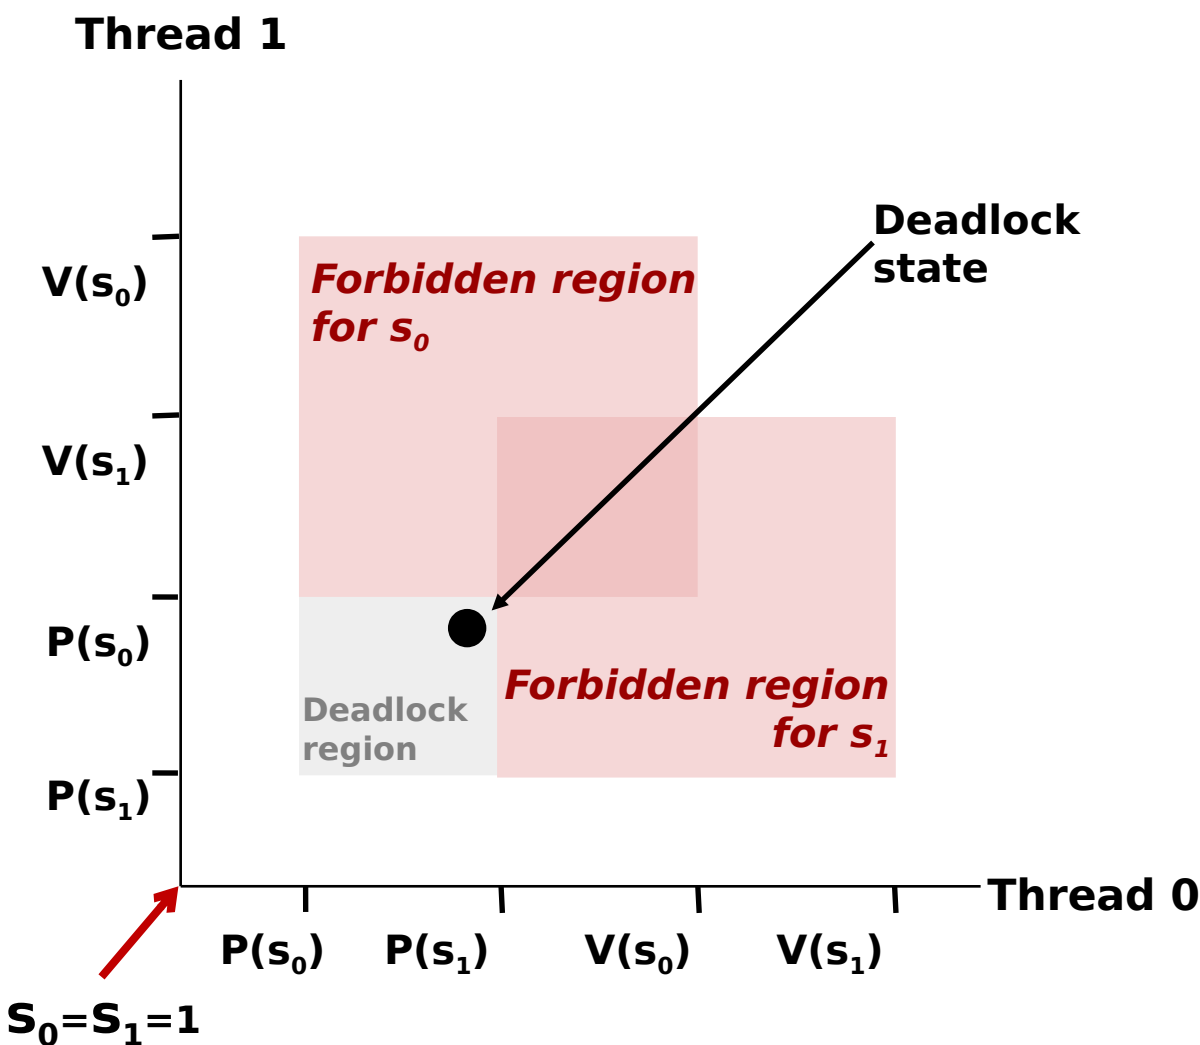 Thread 1
Deadlock
state
Forbidden region
for s₀
V(s₀)
V(s₁)
P(s₀)
Forbidden region
for s₁
Deadlock
region
P(s₁)
Thread 0
P(s₀) P(s₁) V(s₀) V(s₁)
s₀=s₁=1